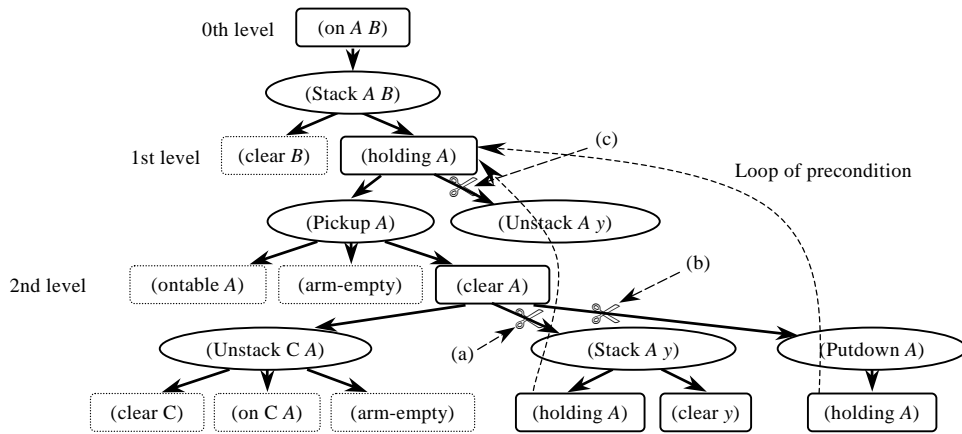 0th level
(on A B)
(Stack A B)
1st level
(clear B)
(holding A)
(c)
Loop of precondition
(Pickup A)
(Unstack A y)
2nd level
(ontable A)
(arm-empty)
(clear A)
(b)
(Unstack C A)
(a)
(Stack A y)
(Putdown A)
(clear C)
(on C A)
(arm-empty)
(holding A)
(clear y)
(holding A)